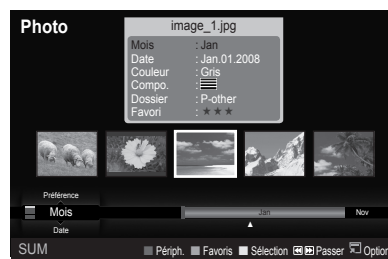 Photo
image_1.jpg
Mois : Jan
Date : Jan.01.2008
Couleur : Gris
Compo. :
Dossier : P-other
Favori : ★ ★ ★
Préférence
Mois
Jan
Nov
Date
SUM
Périph. Favoris Sélection Passer Option